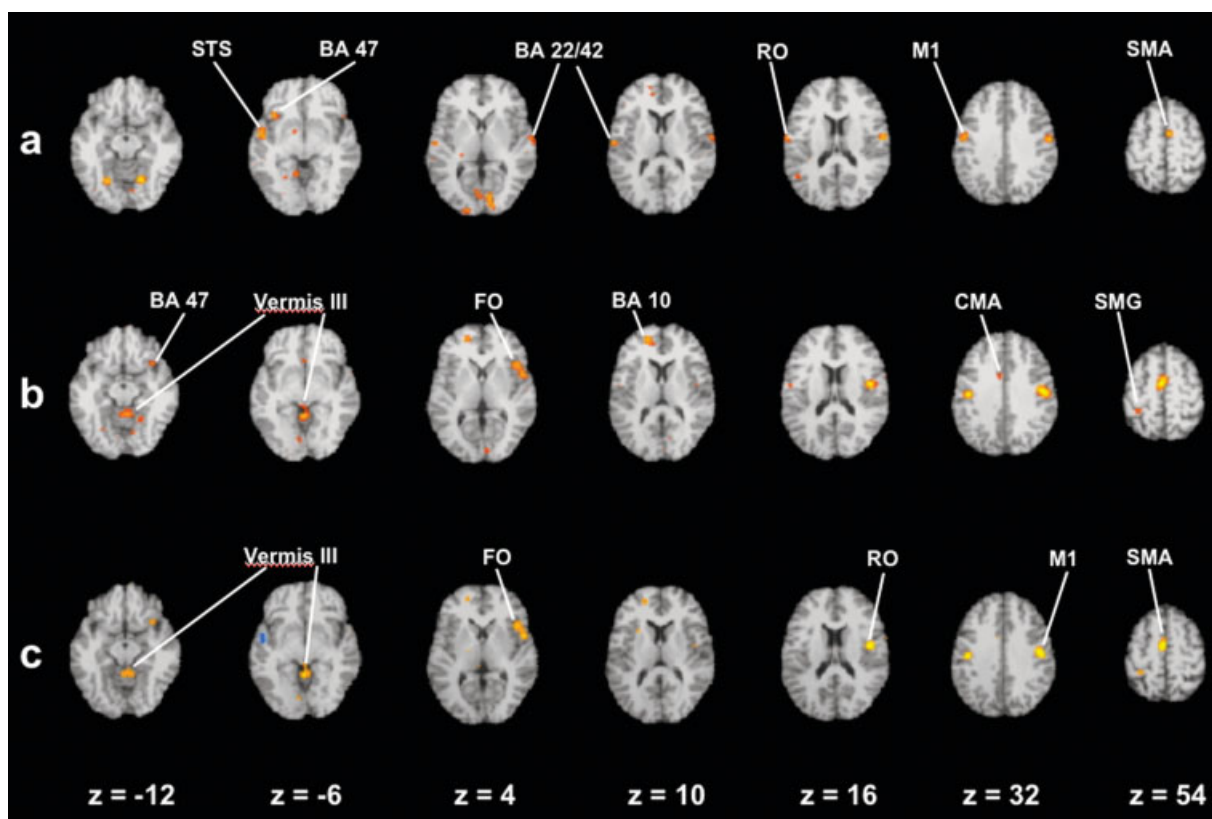 STS BA 47 BA 22/42 RO M1 SMA
a
BA 47 Vermis III FO BA 10 CMA SMG
b
Vermis III FO RO M1 SMA
c
z = -12 z = -6 z = 4 z = 10 z = 16 z = 32 z = 54